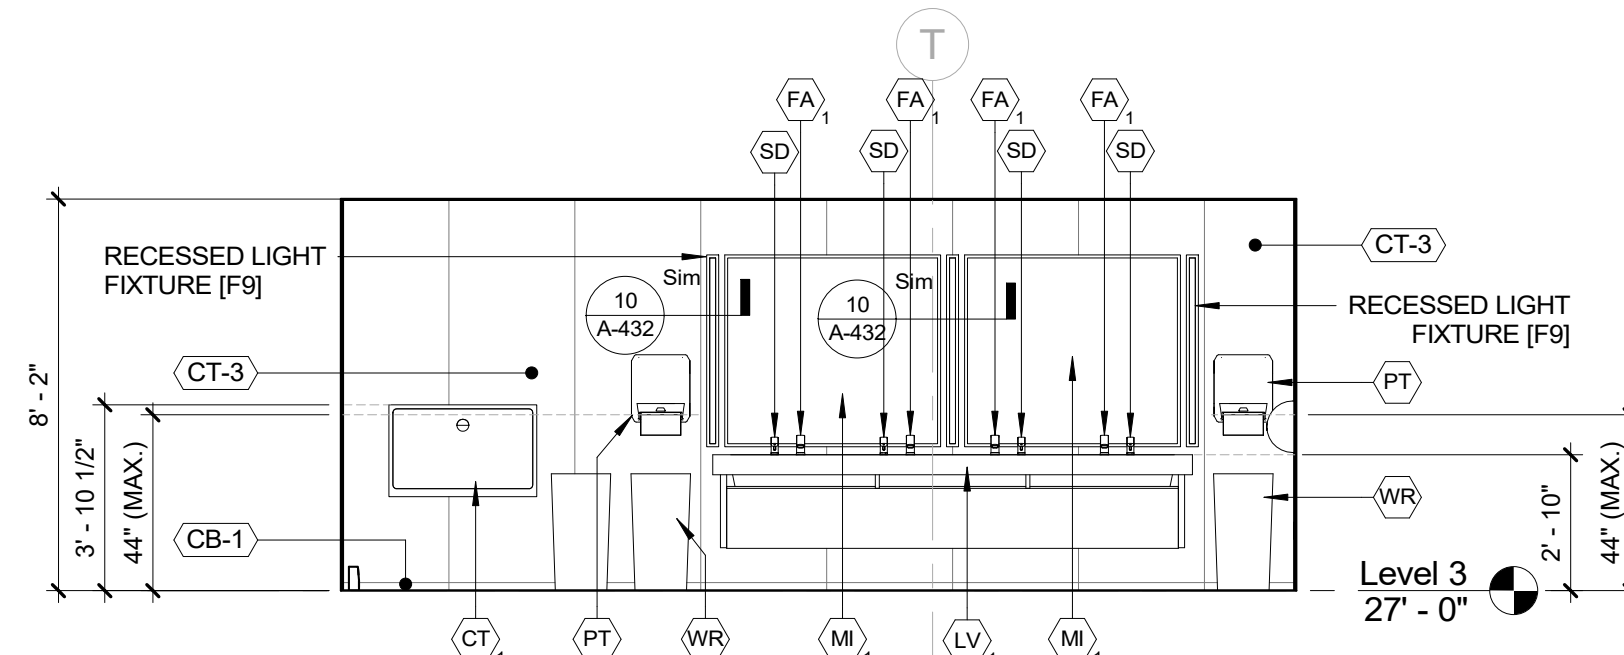 T
FA
1
FA
1
FA
1
FA
1
SD
SD
SD
SD
RECESSED LIGHT
FIXTURE [F9]
Sim
10
A-432
Sim
10
A-432
CT-3
RECESSED LIGHT
FIXTURE [F9]
CT-3
PT
8' - 2"
3' - 10 1/2"
44" (MAX.)
CB-1
WR
2' - 10"
44" (MAX.)
Level 3
27' - 0"
CT
1
PT
WR
MI
1
LV
1
MI
1